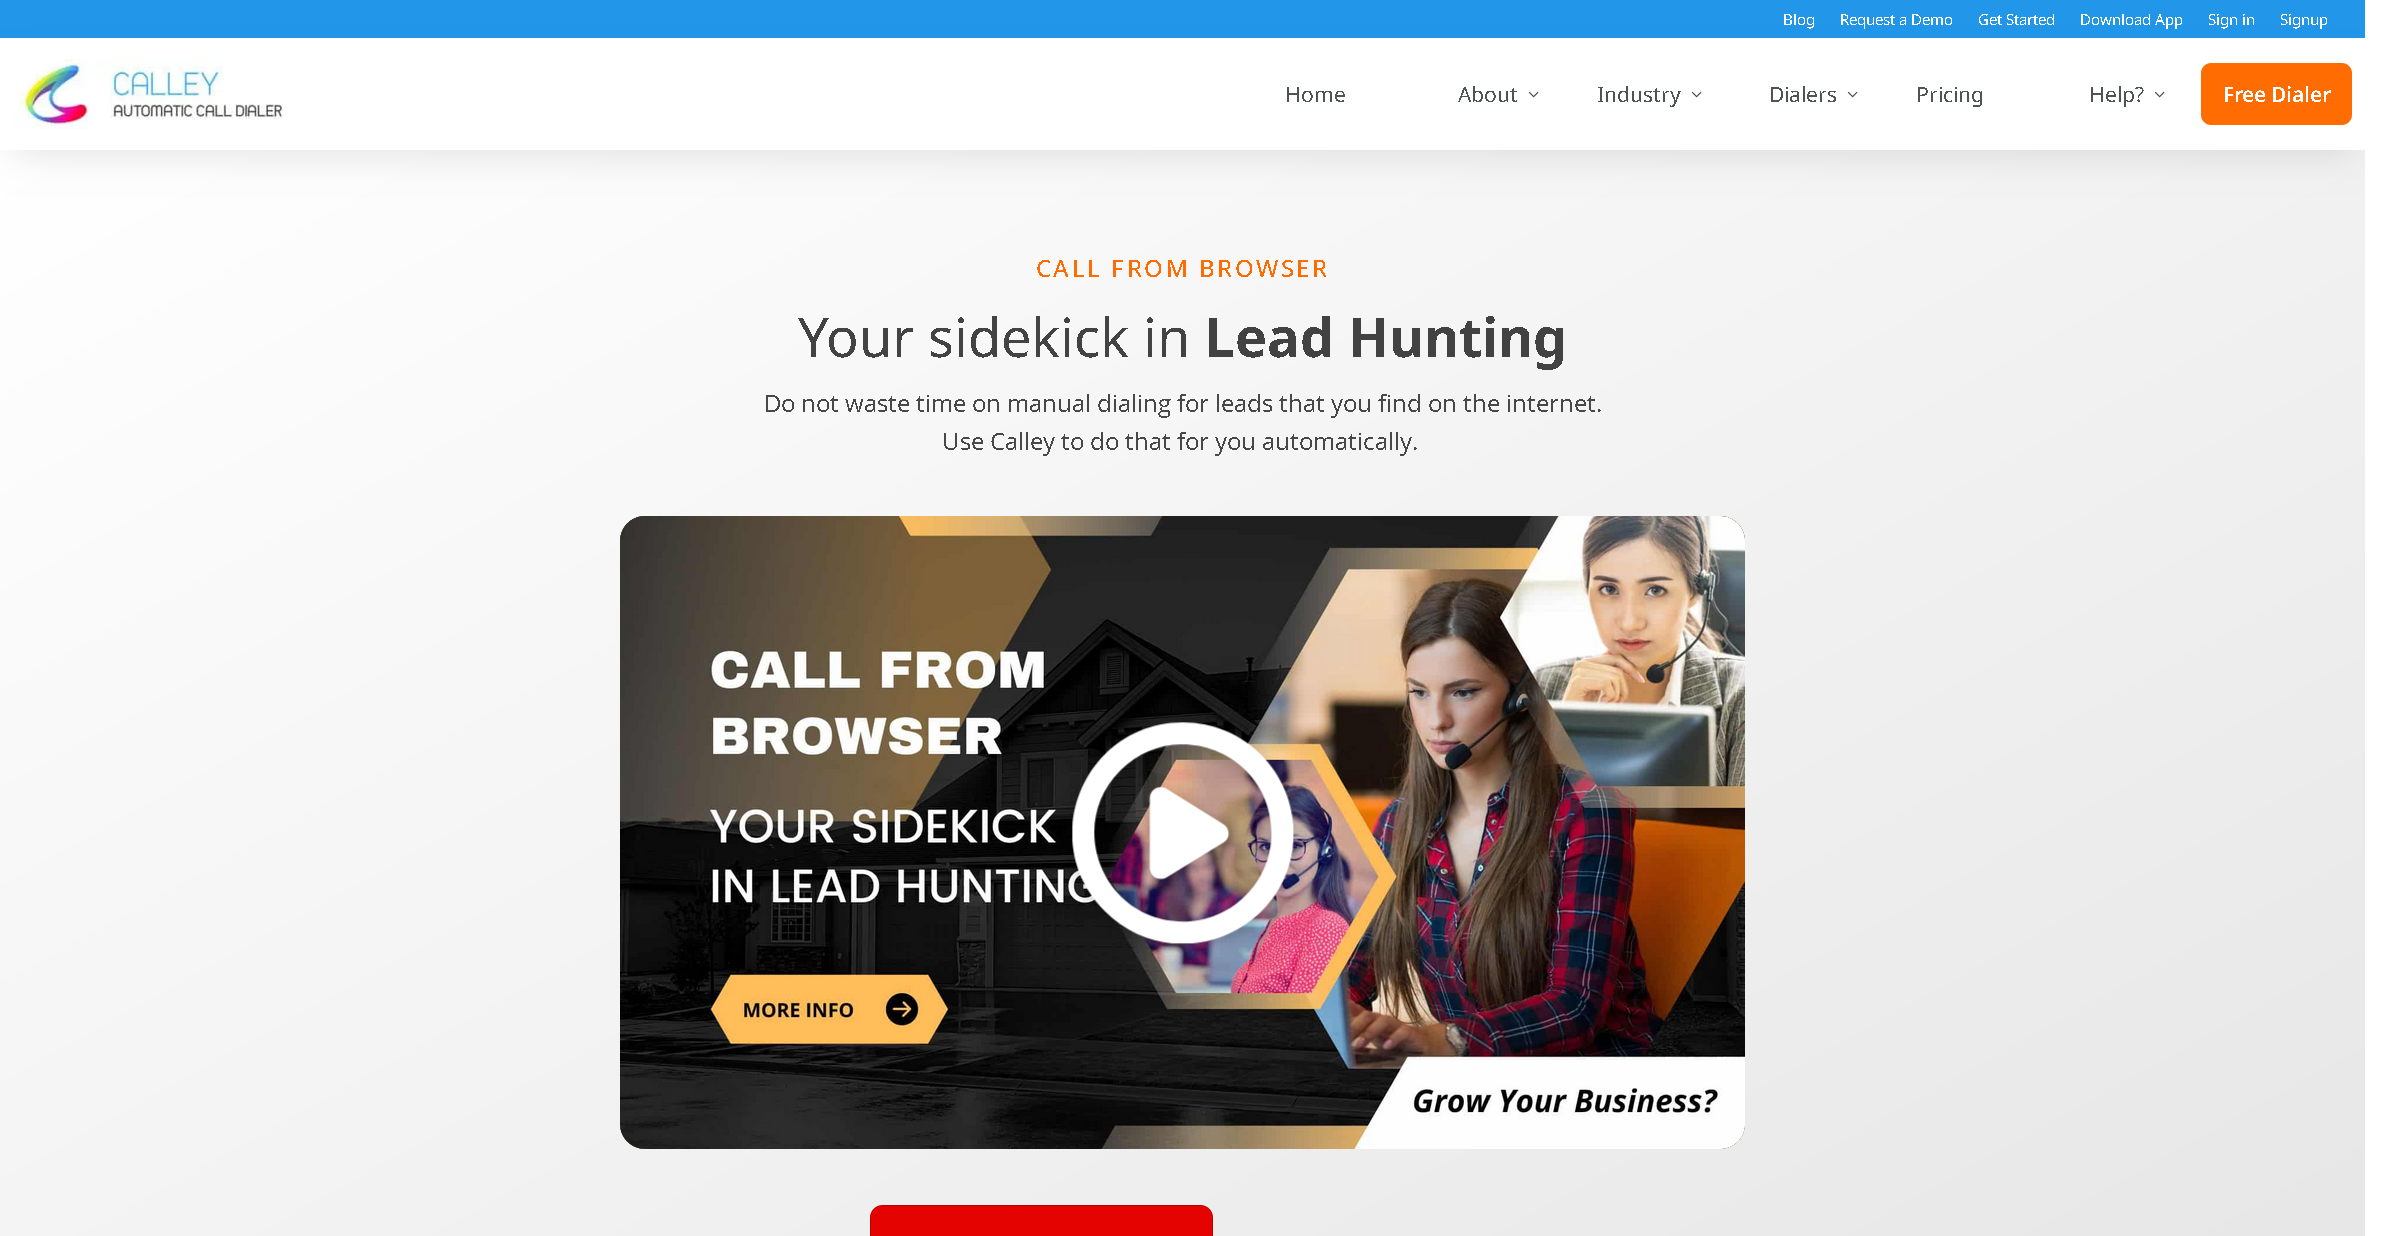 Blog Request a Demo Get Started Download App Sign in Signup
CALLEY
AUTOMATIC CALL DIALER
Home About Industry Dialers Pricing Help? Free Dialer
CALL FROM BROWSER
Your sidekick in Lead Hunting
Do not waste time on manual dialing for leads that you find on the internet.
Use Calley to do that for you automatically.
CALL FROM
BROWSER
YOUR SIDEKICK
IN LEAD HUNTING
MORE INFO
Grow Your Business?